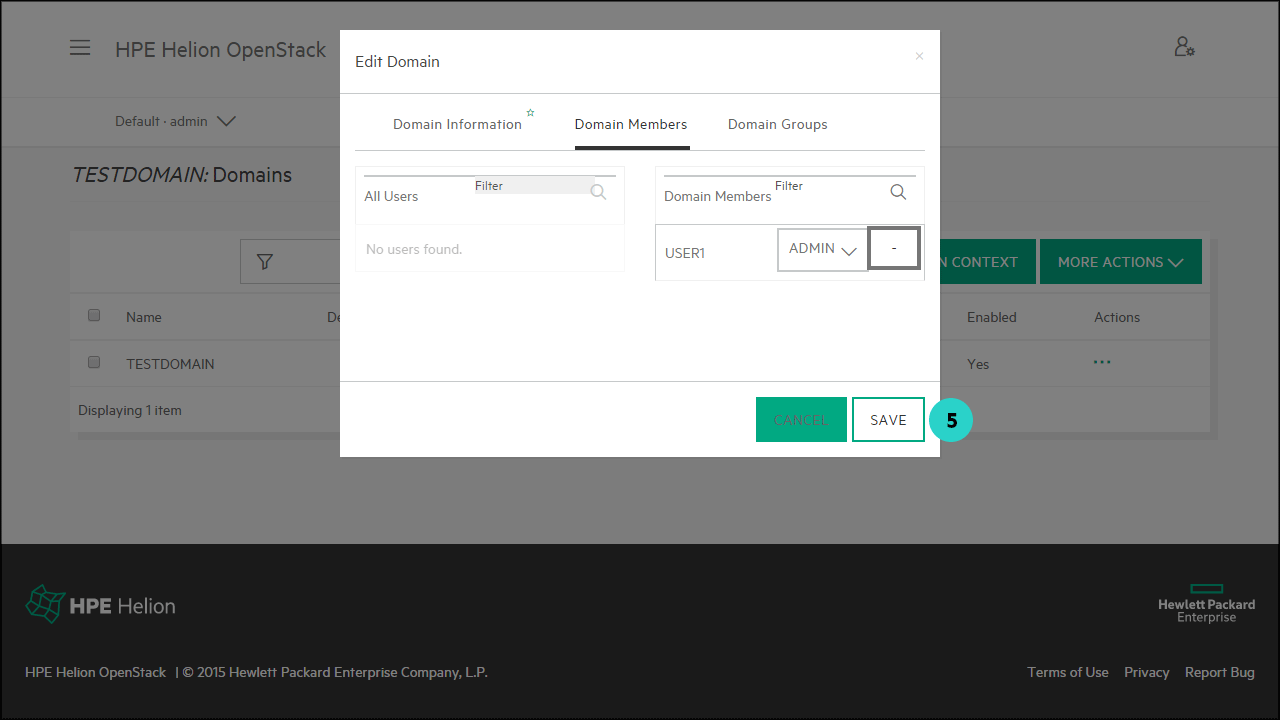 HPE Helion OpenStack
Edit Domain
×
Default · admin
Domain Information
Domain Members
Domain Groups
TESTDOMAIN: Domains
All Users
Filter
Domain Members
Filter
No users found.
USER1
ADMIN
-
N CONTEXT
MORE ACTIONS
Name
De
Enabled
Actions
TESTDOMAIN
Yes
Displaying 1 item
CANCEL
SAVE
5
HPE Helion
Hewlett Packard
Enterprise
HPE Helion OpenStack | © 2015 Hewlett Packard Enterprise Company, L.P.
Terms of Use Privacy Report Bug